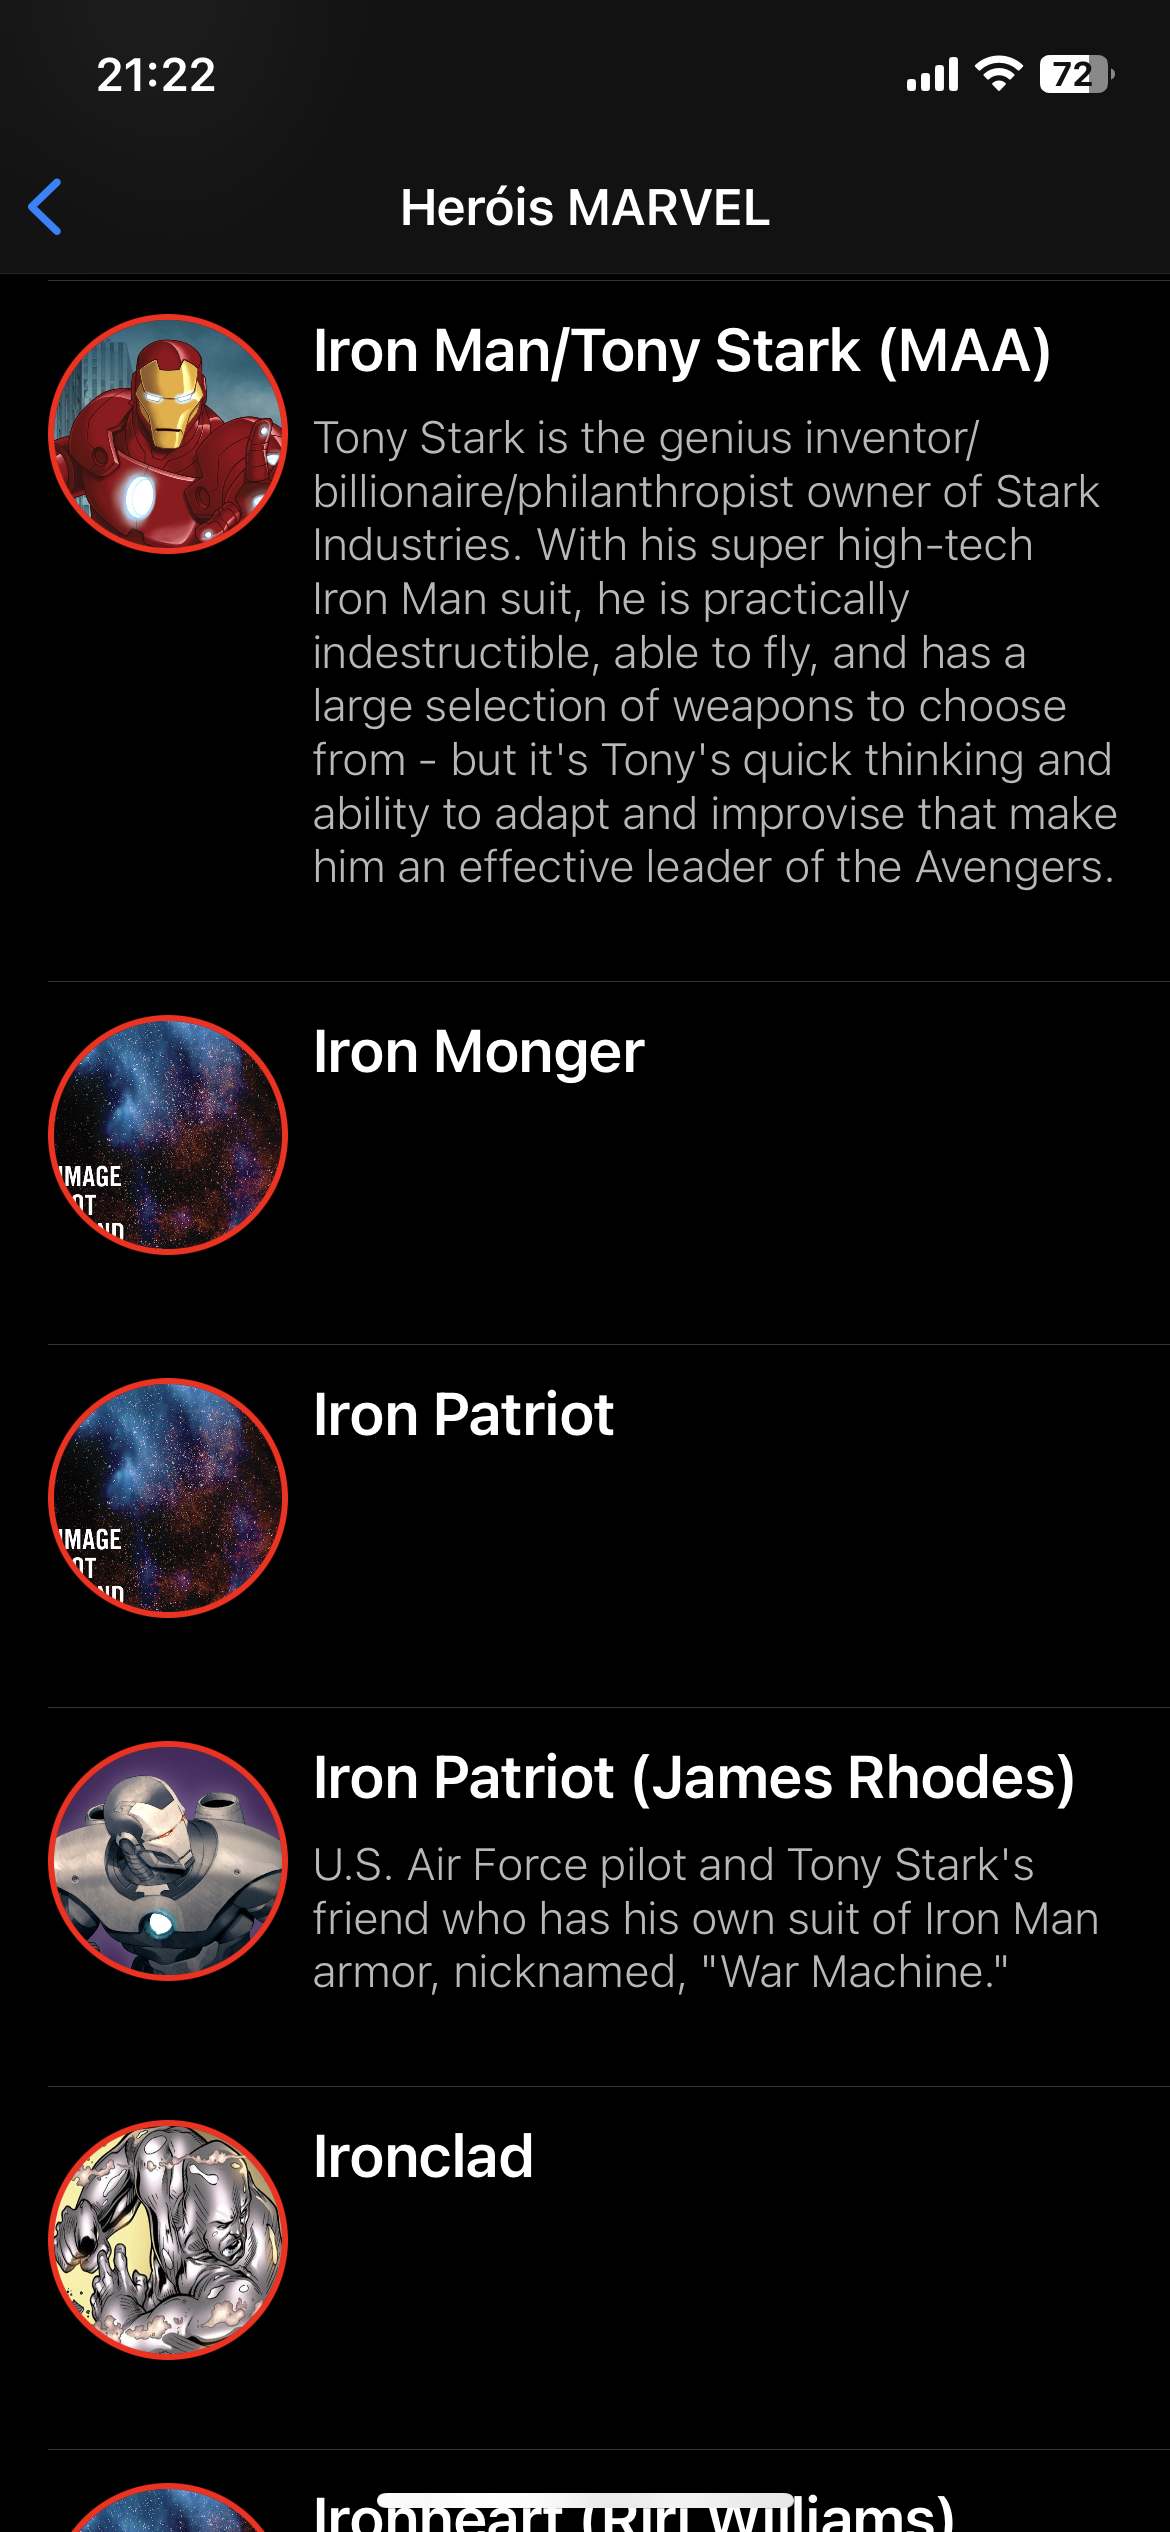 21:22
72
Heróis MARVEL
Iron Man/Tony Stark (MAA)
Tony Stark is the genius inventor/
billionaire/philanthropist owner of Stark
Industries. With his super high-tech
Iron Man suit, he is practically
indestructible, able to fly, and has a
large selection of weapons to choose
from - but it's Tony's quick thinking and
ability to adapt and improvise that make
him an effective leader of the Avengers.
Iron Monger
IMAGE
OT
ND
Iron Patriot
IMAGE
OT
ND
Iron Patriot (James Rhodes)
U.S. Air Force pilot and Tony Stark's
friend who has his own suit of Iron Man
armor, nicknamed, "War Machine."
Ironclad
Ironheart (Riri Williams)